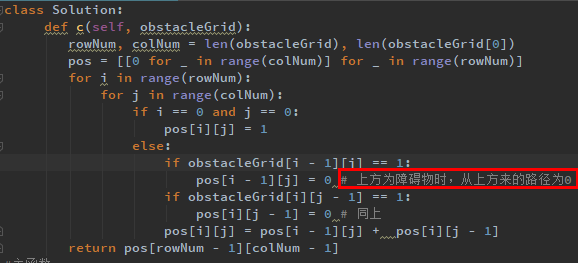 class Solution:
    def c(self, obstacleGrid):
        rowNum, colNum = len(obstacleGrid), len(obstacleGrid[0])
        pos = [[0 for _ in range(colNum)] for _ in range(rowNum)]
        for i in range(rowNum):
            for j in range(colNum):
                if i == 0 and j == 0:
                    pos[i][j] = 1
                else:
                    if obstacleGrid[i - 1][j] == 1:
                        pos[i - 1][j] = 0 # 上方为障碍物时，从上方来的路径为0
                    if obstacleGrid[i][j - 1] == 1:
                        pos[i][j - 1] = 0 # 同上
                    pos[i][j] = pos[i - 1][j] +  pos[i][j - 1]
        return pos[rowNum - 1][colNum - 1]